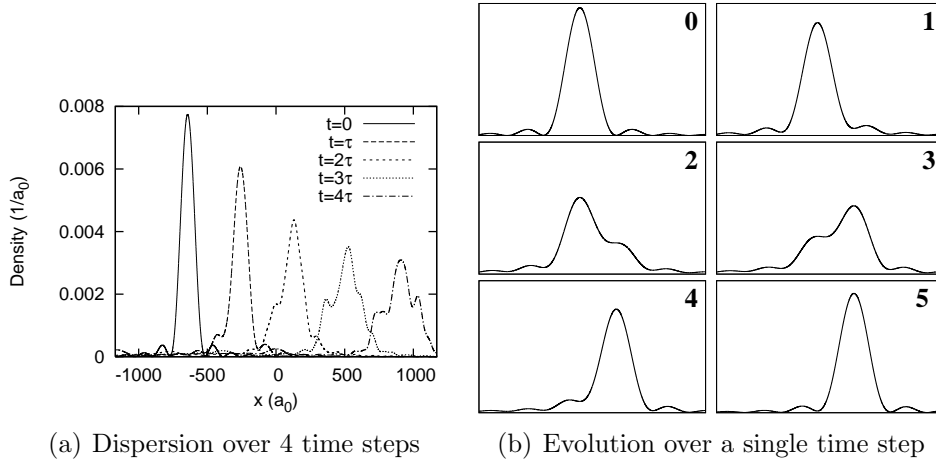 0.008
0.006
0.004
0.002
0
Density (1/a₀)
-1000
-500
0
500
1000
x (a₀)
t=0
t=τ
t=2τ
t=3τ
t=4τ
(a) Dispersion over 4 time steps
0
1
2
3
4
5
(b) Evolution over a single time step